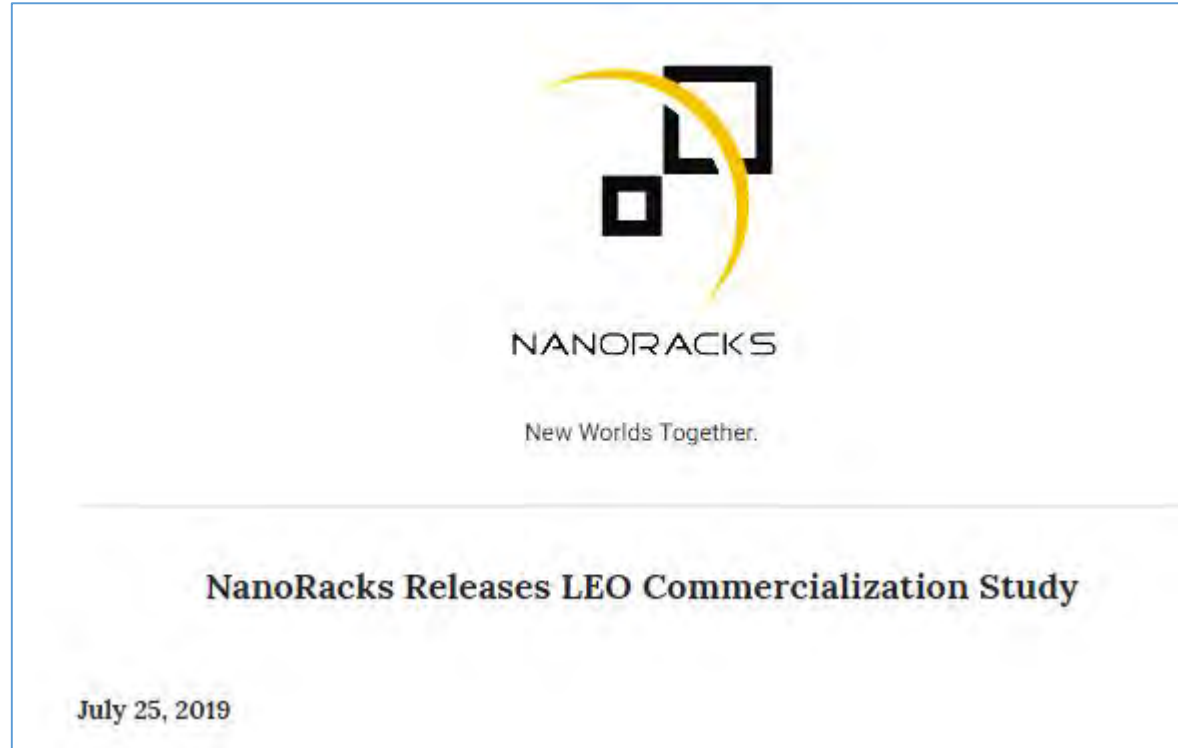 NANORACKS
New Worlds Together.
NanoRacks Releases LEO Commercialization Study
July 25, 2019